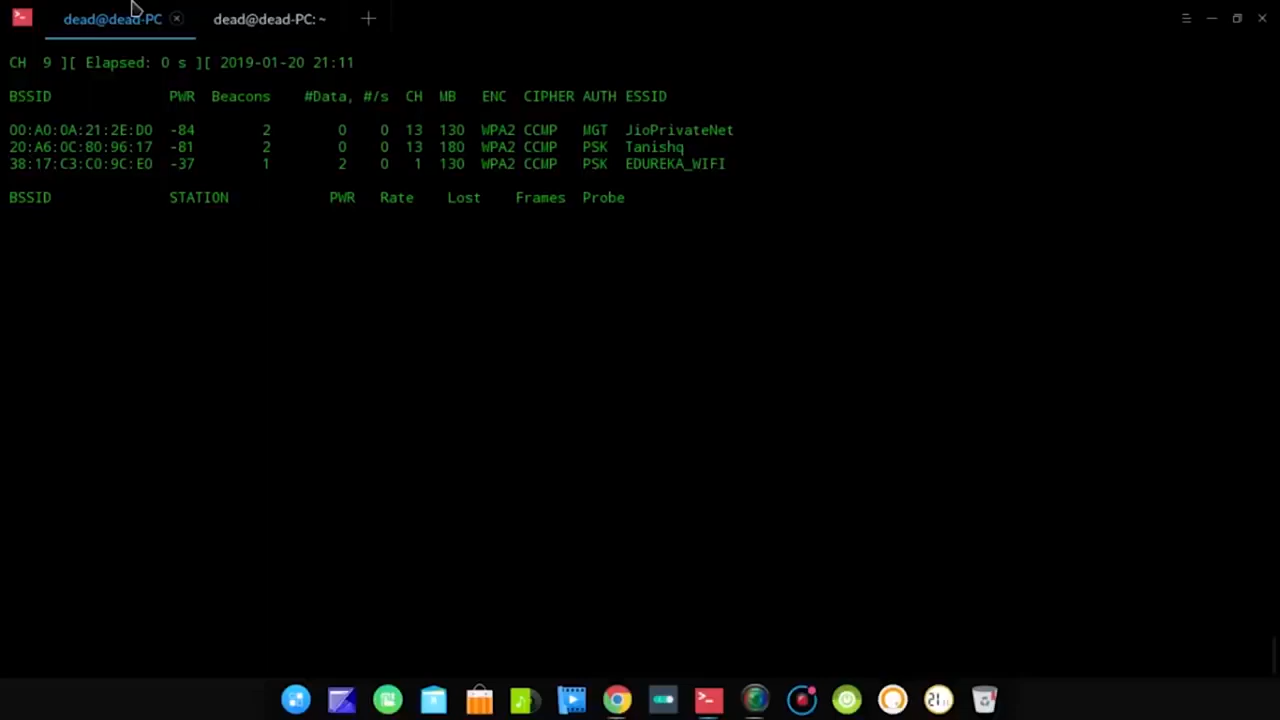 dead@dead-PC dead@dead-PC: ~
CH 9 ][ Elapsed: 0 s ][ 2019-01-20 21:11
BSSID PWR Beacons #Data, #/s CH MB ENC CIPHER AUTH ESSID
00:A0:0A:21:2E:D0 -84 2 0 0 13 130 WPA2 CCMP MGT JioPrivateNet
20:A6:0C:80:96:17 -81 2 0 0 13 180 WPA2 CCMP PSK Tanishq
38:17:C3:C0:9C:E0 -37 1 2 0 1 130 WPA2 CCMP PSK EDUREKA_WIFI
BSSID STATION PWR Rate Lost Frames Probe
21